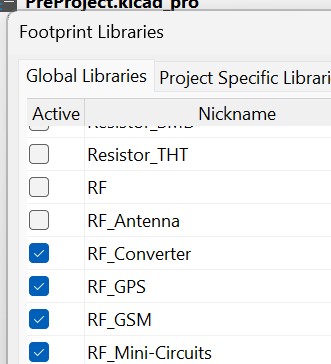 PreProject.kicad_pro
Footprint Libraries
Global Libraries Project Specific Librari
Active Nickname
Resistor_SMD
Resistor_THT
RF
RF_Antenna
RF_Converter
RF_GPS
RF_GSM
RF_Mini-Circuits